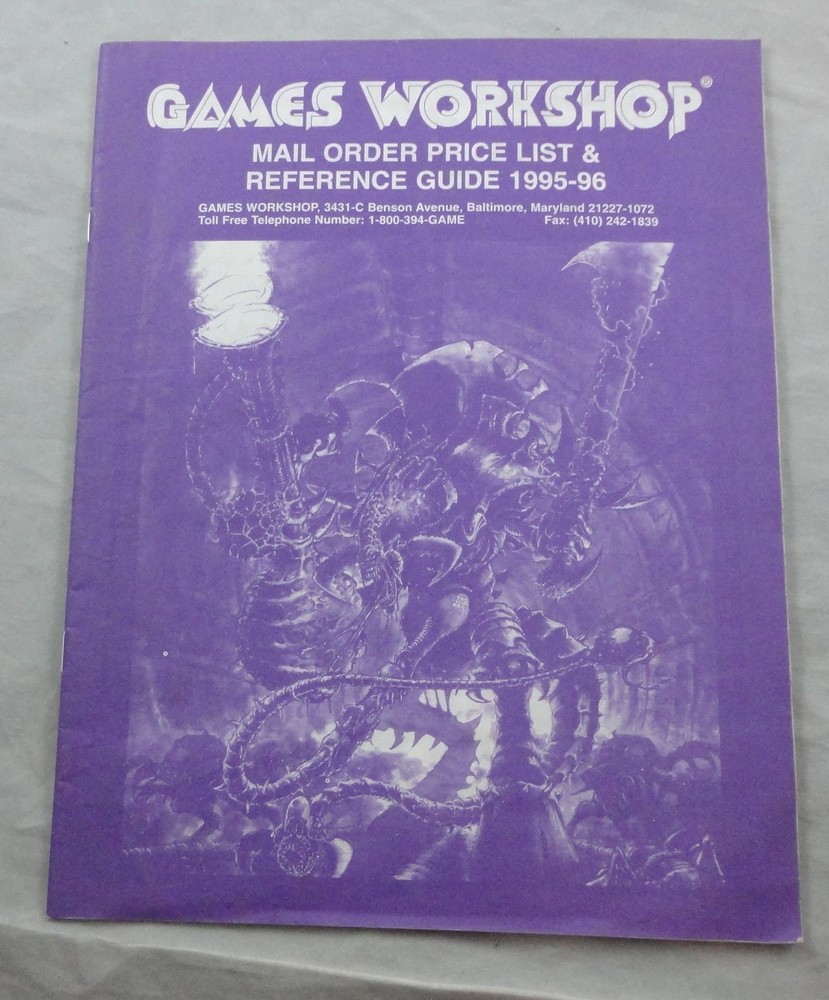 GAMES WORKSHOP®
MAIL ORDER PRICE LIST &
REFERENCE GUIDE 1995-96
GAMES WORKSHOP, 3431-C Benson Avenue, Baltimore, Maryland 21227-1072
Toll Free Telephone Number: 1-800-394-GAME Fax: (410) 242-1839